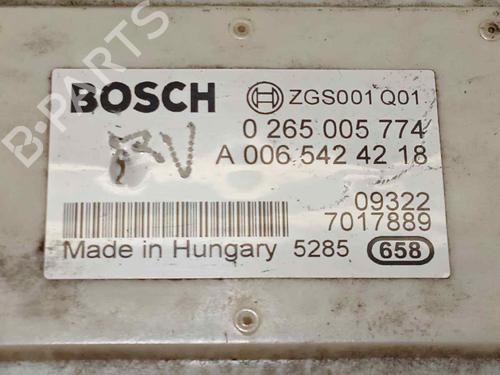 B-PARTS
BOSCH ZGS001 Q01
0 265 005 774
A 006 542 42 18
09322
7017889
Made in Hungary 5285 658